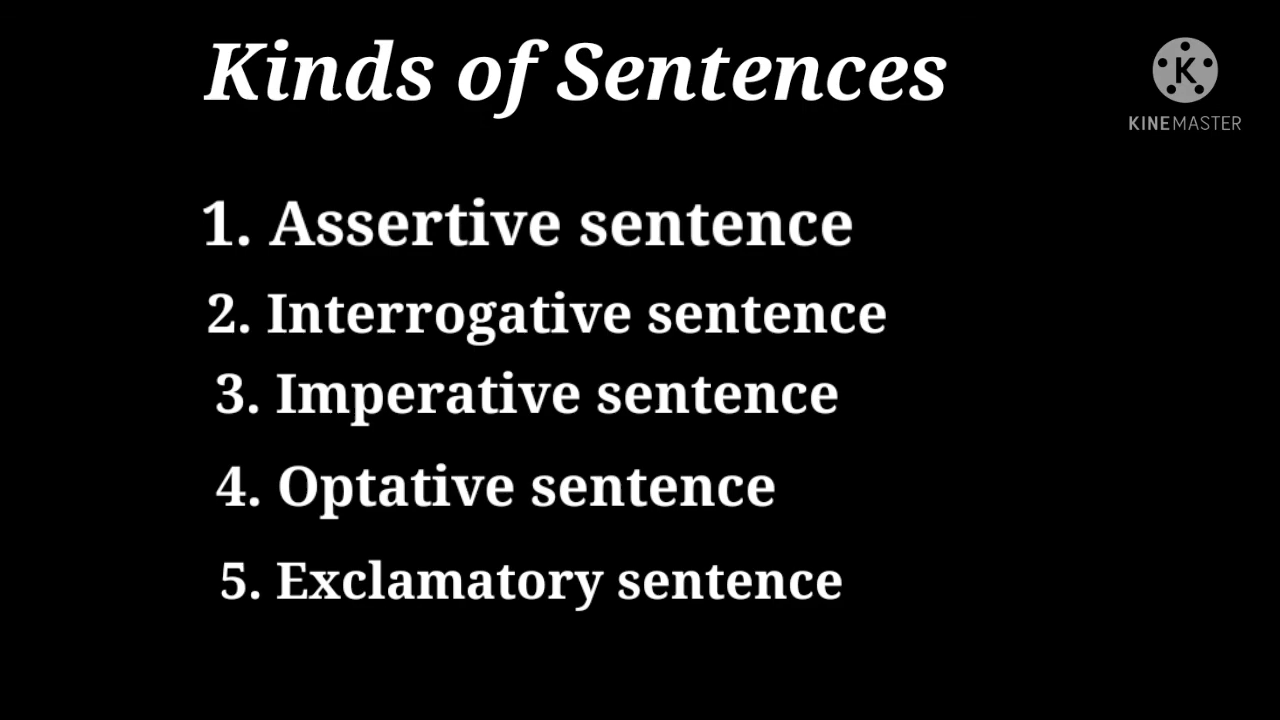 Kinds of Sentences
K
KINEMASTER
1. Assertive sentence
2. Interrogative sentence
3. Imperative sentence
4. Optative sentence
5. Exclamatory sentence